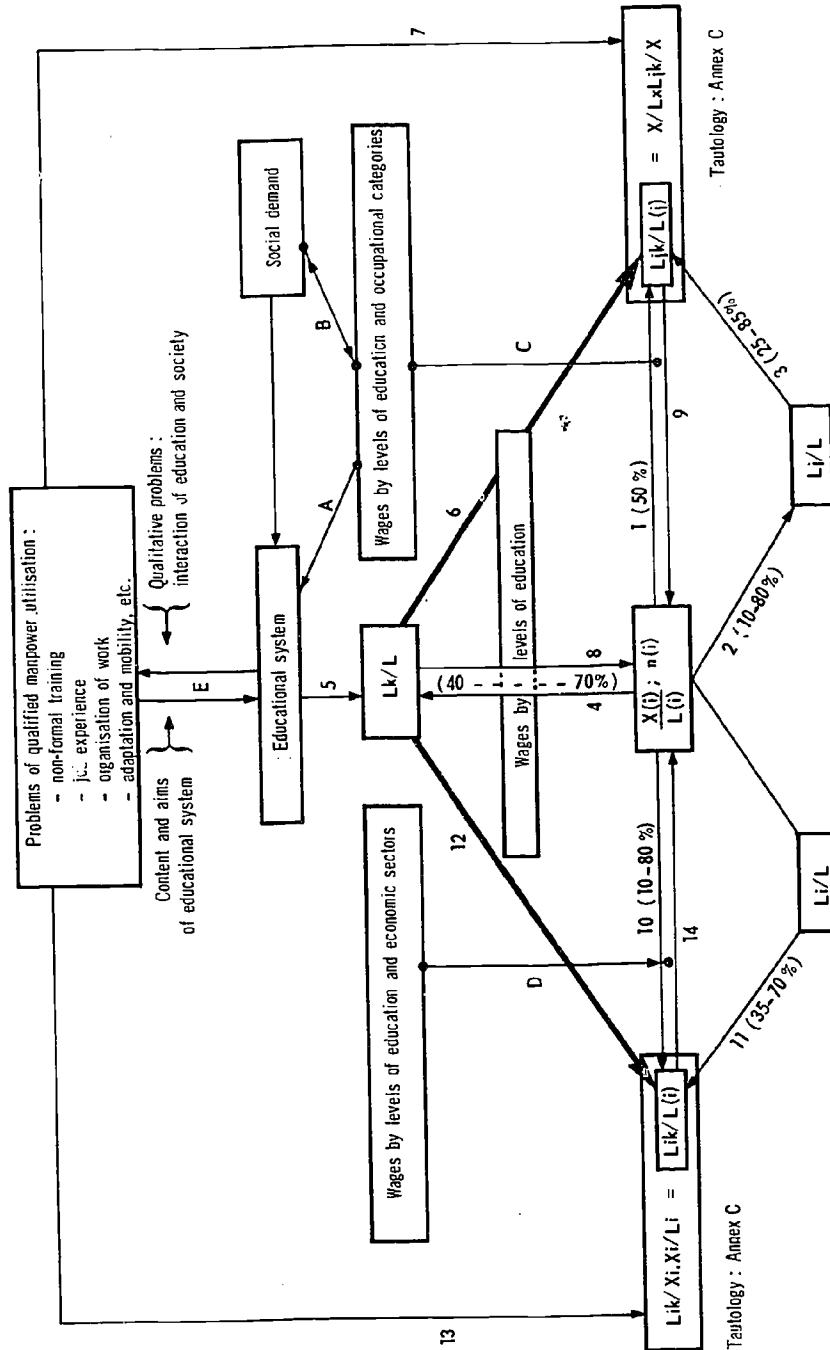 Problems of qualified manpower utilisation :
- non-formal training
- experience
- organisation of work
- adaptation and mobility, etc.
Content and aims
of educational system
Qualitative problems :
interaction of education and society
E
Educational system
Social demand
A
B
5
7
13
Wages by levels of education and occupational categories
Wages by levels of education and economic sectors
Lk/L
12
6
C
D
Wages by levels of education
(40 - - - - - - - 70%)
4
8
Lik/Xi.Xi/Li =
Lik/L(i)
Tautology : Annex C
10 (10-80%)
14
X(i)
L(i)
; n(i)
1 (50%)
9
Ljk/L(j)
= X/LxLjk/X
Tautology : Annex C
11 (35-70%)
2 (10-80%)
3 (25-85%)
Li/L
Lj/L